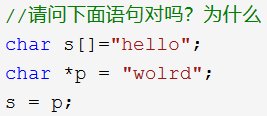 //请问下面语句对吗？为什么
char s[]="hello";
char *p = "wolrd";
s = p;